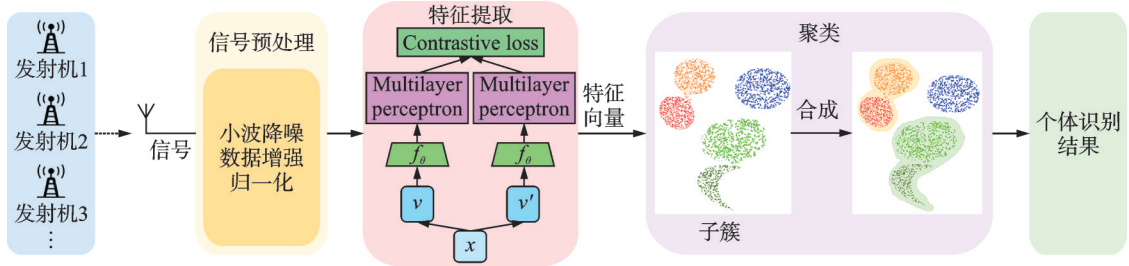 发射机1
发射机2
发射机3
⋮
信号
信号预处理
小波降噪
数据增强
归一化
特征提取
Contrastive loss
Multilayer
perceptron
Multilayer
perceptron
fθ
fθ
v
v′
x
特征
向量
聚类
子簇
合成
个体识别
结果